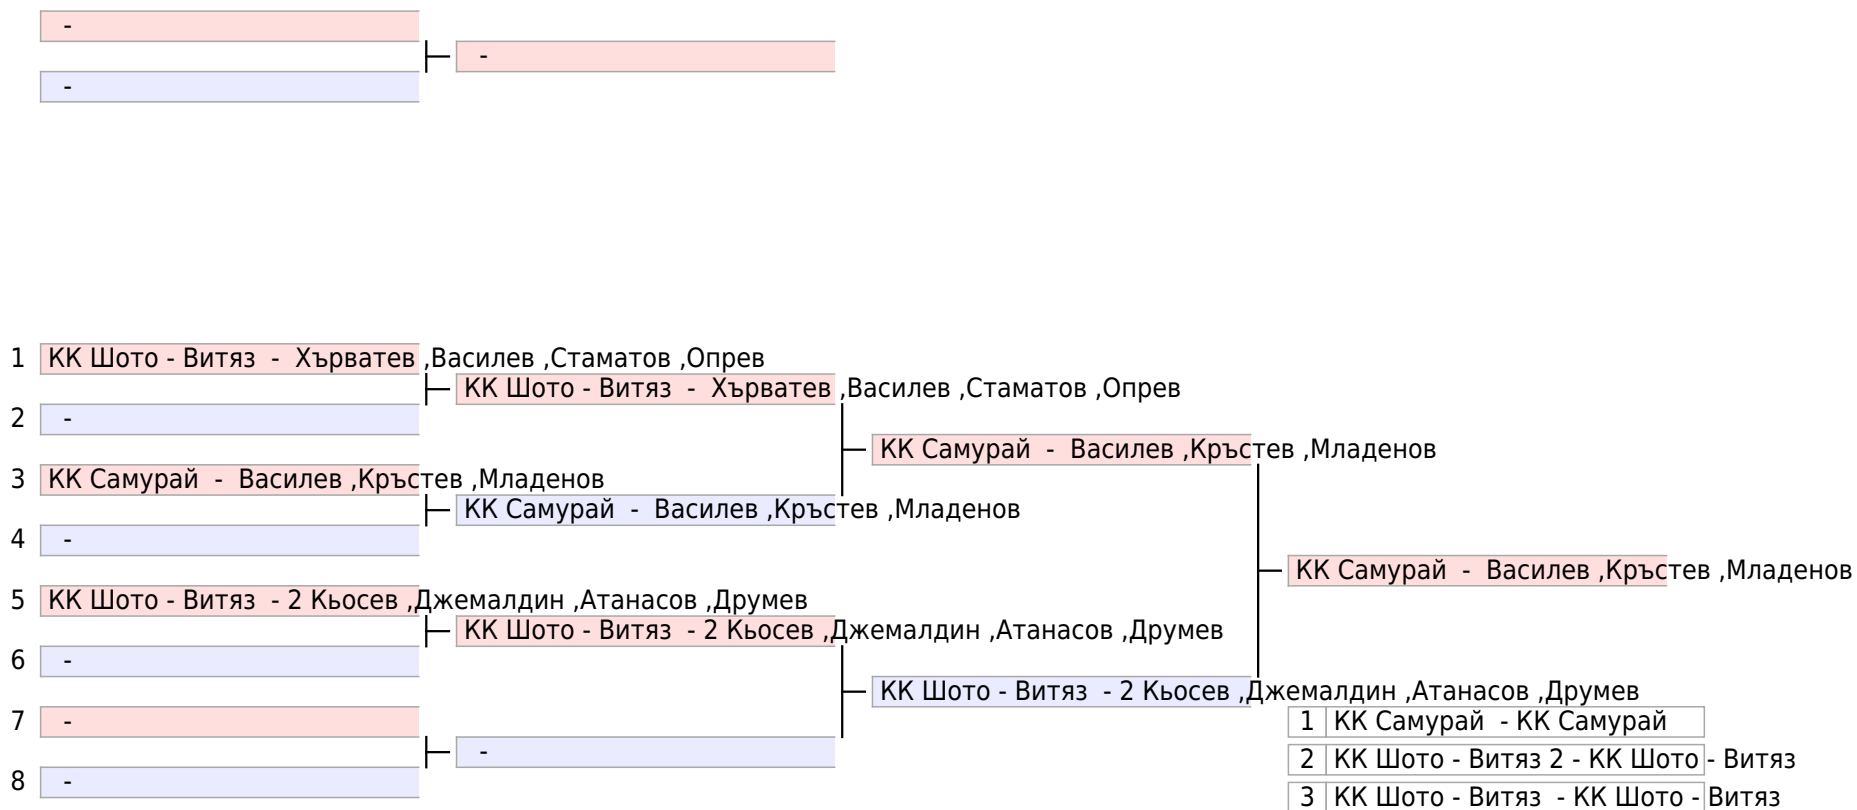 -
-
-
1 КК Шото - Витяз - Хърватев ,Василев ,Стаматов ,Опрев
КК Шото - Витяз - Хърватев ,Василев ,Стаматов ,Опрев
2 -
КК Самурай - Василев ,Кръстев ,Младенов
3 КК Самурай - Василев ,Кръстев ,Младенов
КК Самурай - Василев ,Кръстев ,Младенов
4 -
КК Самурай - Василев ,Кръстев ,Младенов
5 КК Шото - Витяз - 2 Кьосев ,Джемалдин ,Атанасов ,Друмев
КК Шото - Витяз - 2 Кьосев ,Джемалдин ,Атанасов ,Друмев
6 -
КК Шото - Витяз - 2 Кьосев ,Джемалдин ,Атанасов ,Друмев
7 -
1 КК Самурай - КК Самурай
-
2 КК Шото - Витяз 2 - КК Шото - Витяз
8 -
3 КК Шото - Витяз - КК Шото - Витяз